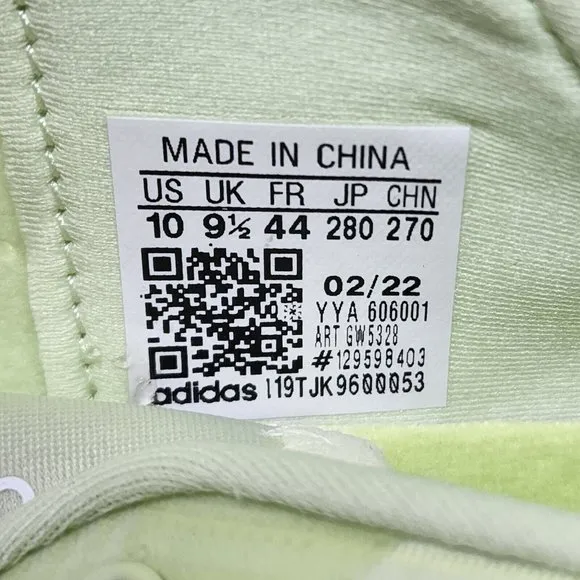 MADE IN CHINA
US UK FR JP CHN
10 9½ 44 280 270
02/22
YYA 606001
ART GW5328
#129598403
adidas I19TJK9600053